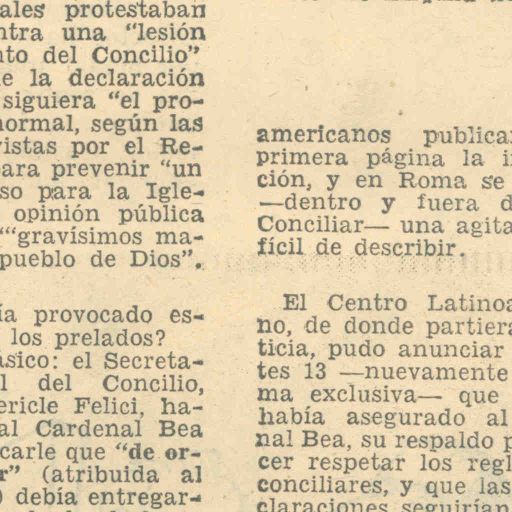 ales protestaban
ntra una "lesión
nto del Concilio"
e la declaración
siguiera "el pro-
normal, según las
vistas por el Re-
para prevenir "un
so para la Igle-
opinión pública
""gravísimos ma-
pueblo de Dios".
ía provocado es-
los prelados?
ásico: el Secreta-
l del Concilio,
ericle Felici, ha-
al Cardenal Bea
carle que "de or-
r" (atribuida al
) debía entregar-
americanos publica
primera página la i
ción, y en Roma se
—dentro y fuera d
Conciliar— una agita
fícil de describir.
El Centro Latinoa
no, de donde partiera
ticia, pudo anunciar
tes 13 —nuevamente
ma exclusiva— que
había asegurado al
nal Bea, su respaldo p
cer respetar los regl
conciliares, y que las
claraciones seguirían